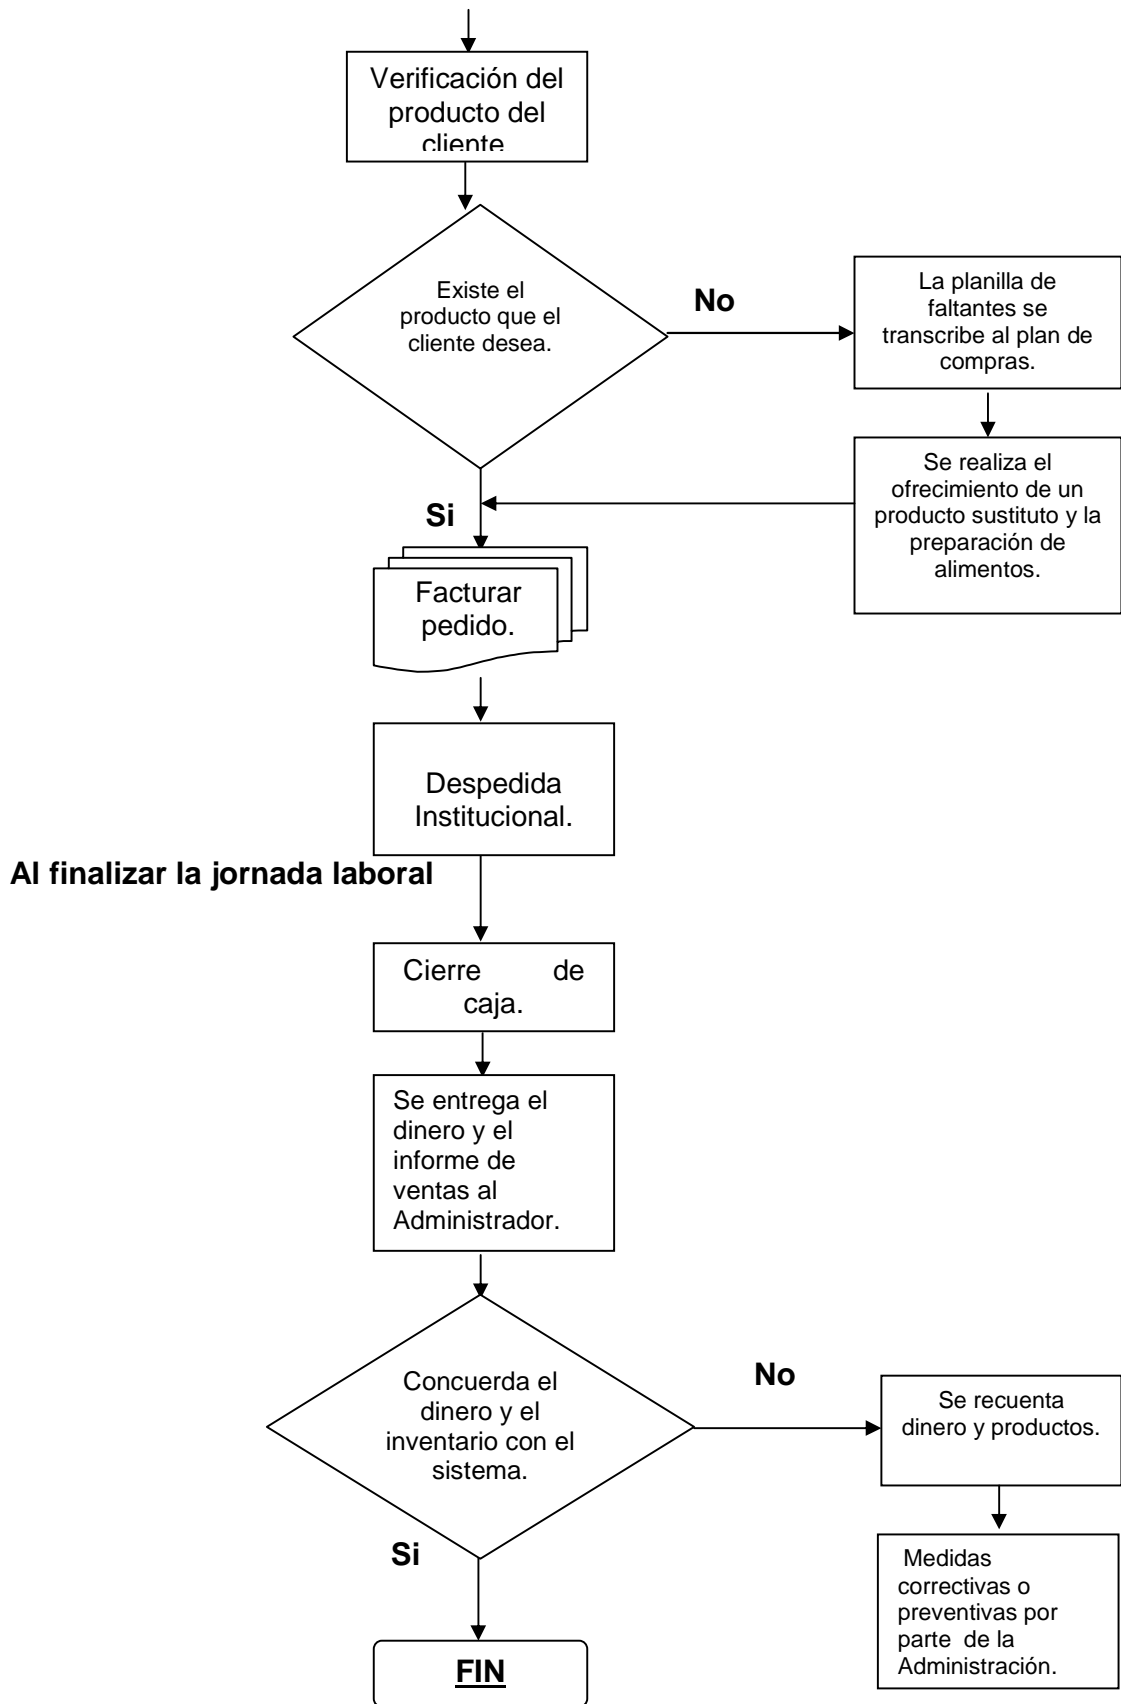 Verificación del
producto del
cliente
Existe el
producto que el
cliente desea.
No
La planilla de
faltantes se
transcribe al plan de
compras.
Se realiza el
ofrecimiento de un
producto sustituto y la
preparación de
alimentos.
Si
Facturar
pedido.
Despedida
Institucional.
Al finalizar la jornada laboral
Cierre de
caja.
Se entrega el
dinero y el
informe de
ventas al
Administrador.
Concuerda el
dinero y el
inventario con el
sistema.
No
Se recuenta
dinero y productos.
Medidas
correctivas o
preventivas por
parte de la
Administración.
Si
FIN